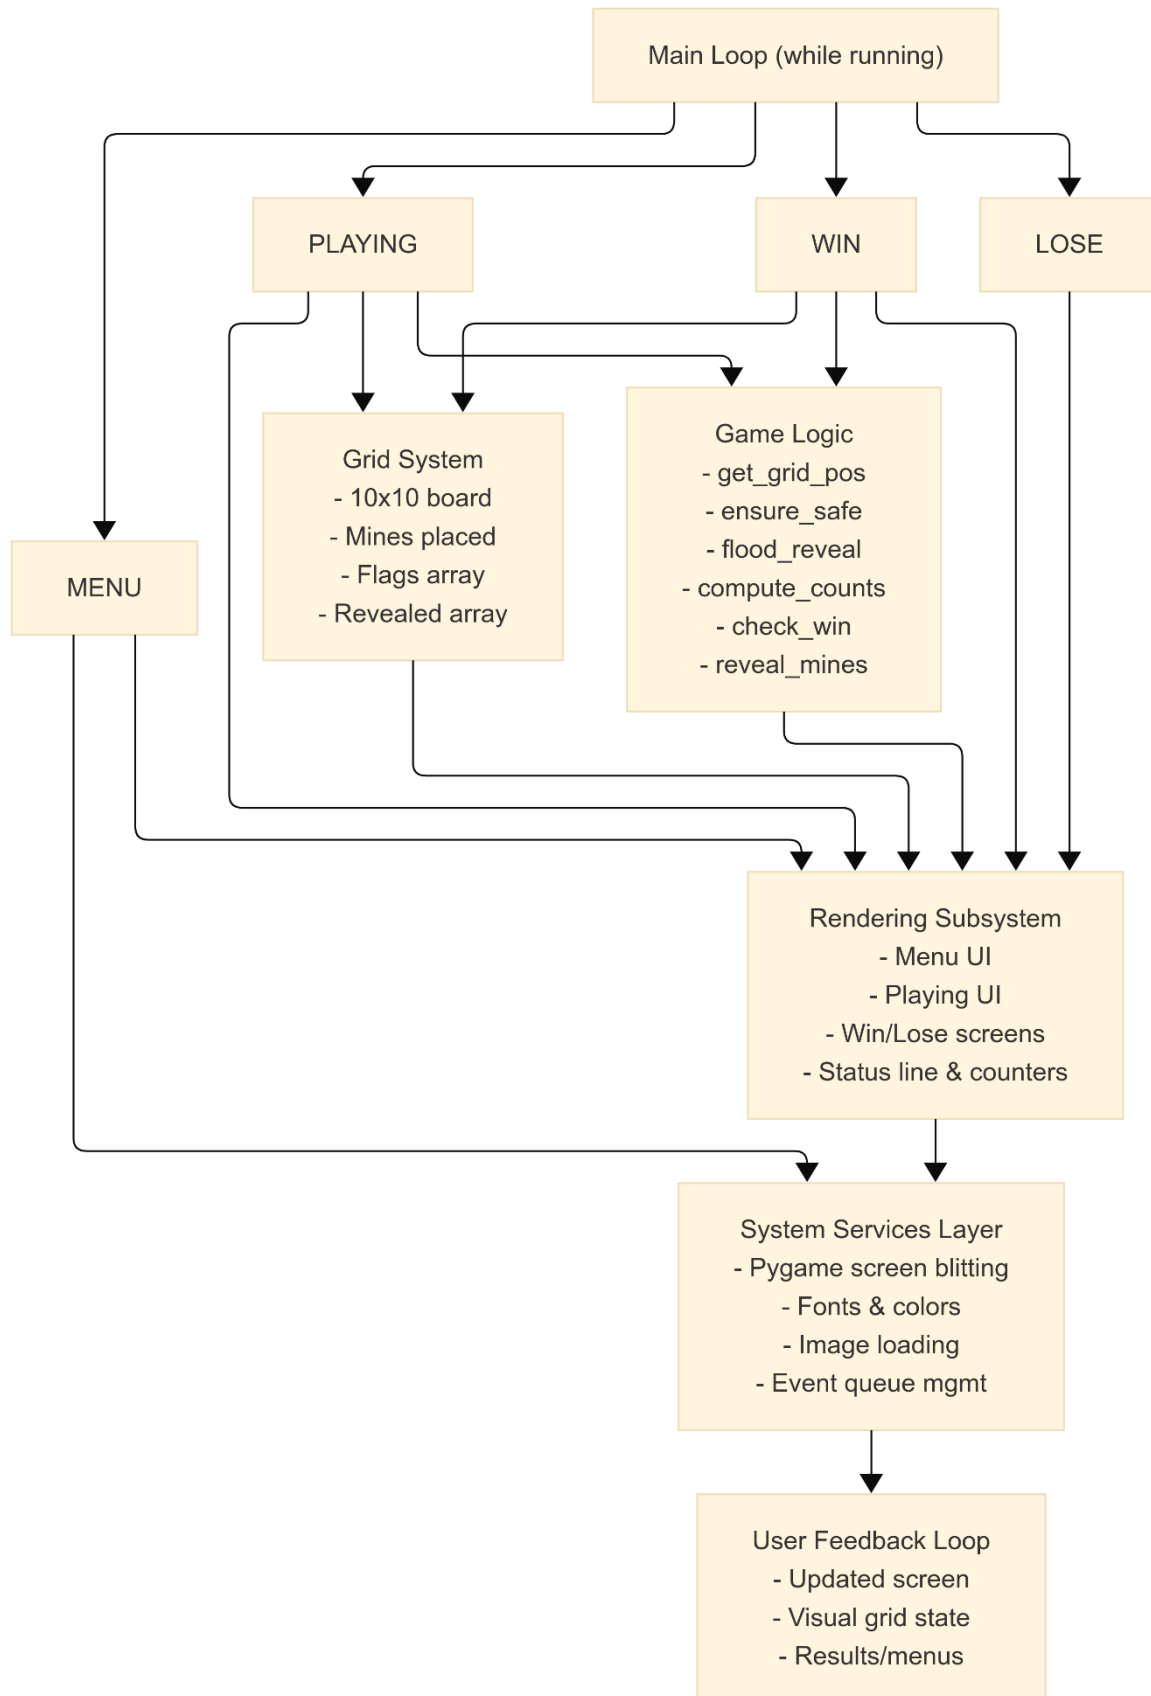 Main Loop (while running)
PLAYING
WIN
LOSE
Grid System
- 10x10 board
- Mines placed
- Flags array
- Revealed array
Game Logic
- get_grid_pos
- ensure_safe
- flood_reveal
- compute_counts
- check_win
- reveal_mines
MENU
Rendering Subsystem
- Menu UI
- Playing UI
- Win/Lose screens
- Status line & counters
System Services Layer
- Pygame screen blitting
- Fonts & colors
- Image loading
- Event queue mgmt
User Feedback Loop
- Updated screen
- Visual grid state
- Results/menus